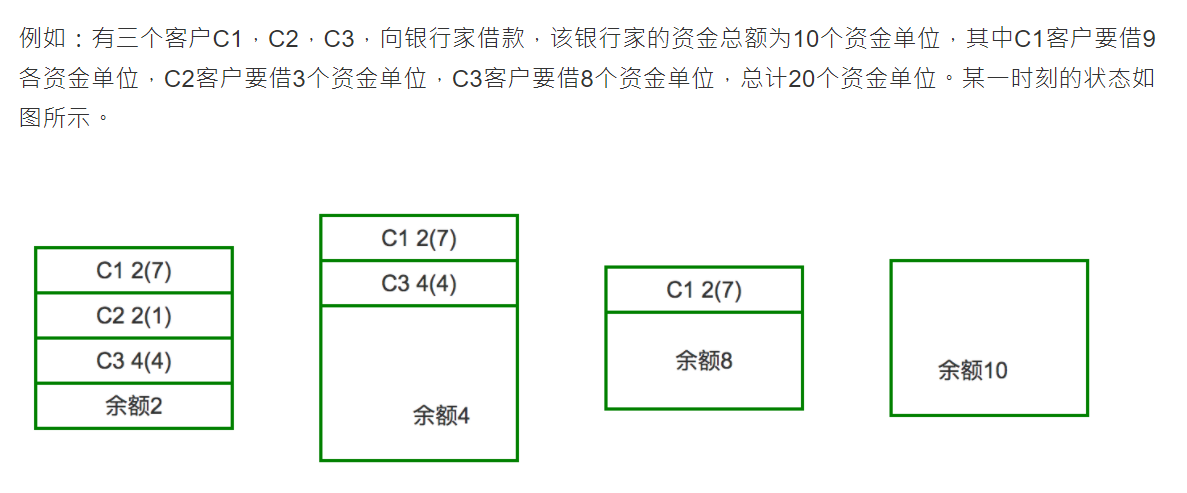 例如：有三个客户C1，C2，C3，向银行家借款，该银行家的资金总额为10个资金单位，其中C1客户要借9
各资金单位，C2客户要借3个资金单位，C3客户要借8个资金单位，总计20个资金单位。某一时刻的状态如
图所示。
C1 2(7)
C2 2(1)
C3 4(4)
余额2
C1 2(7)
C3 4(4)
余额4
C1 2(7)
余额8
余额10